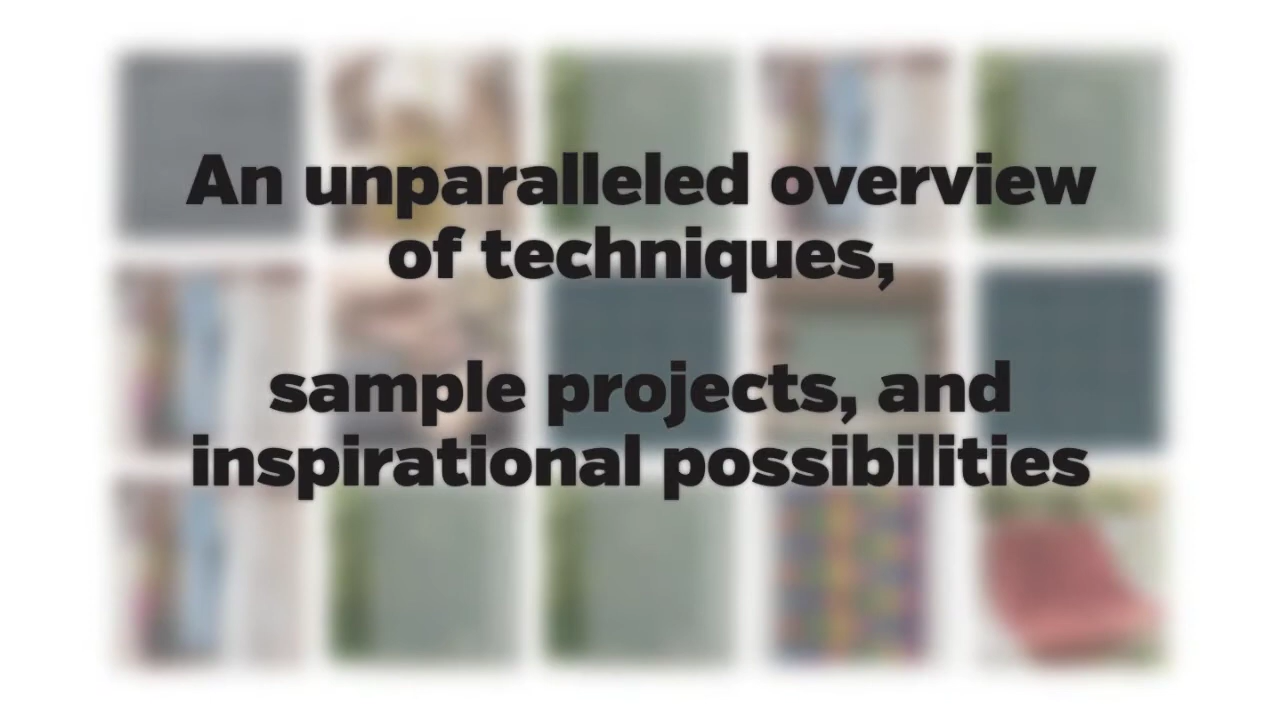 An unparalleled overview
of techniques,
sample projects, and
inspirational possibilities